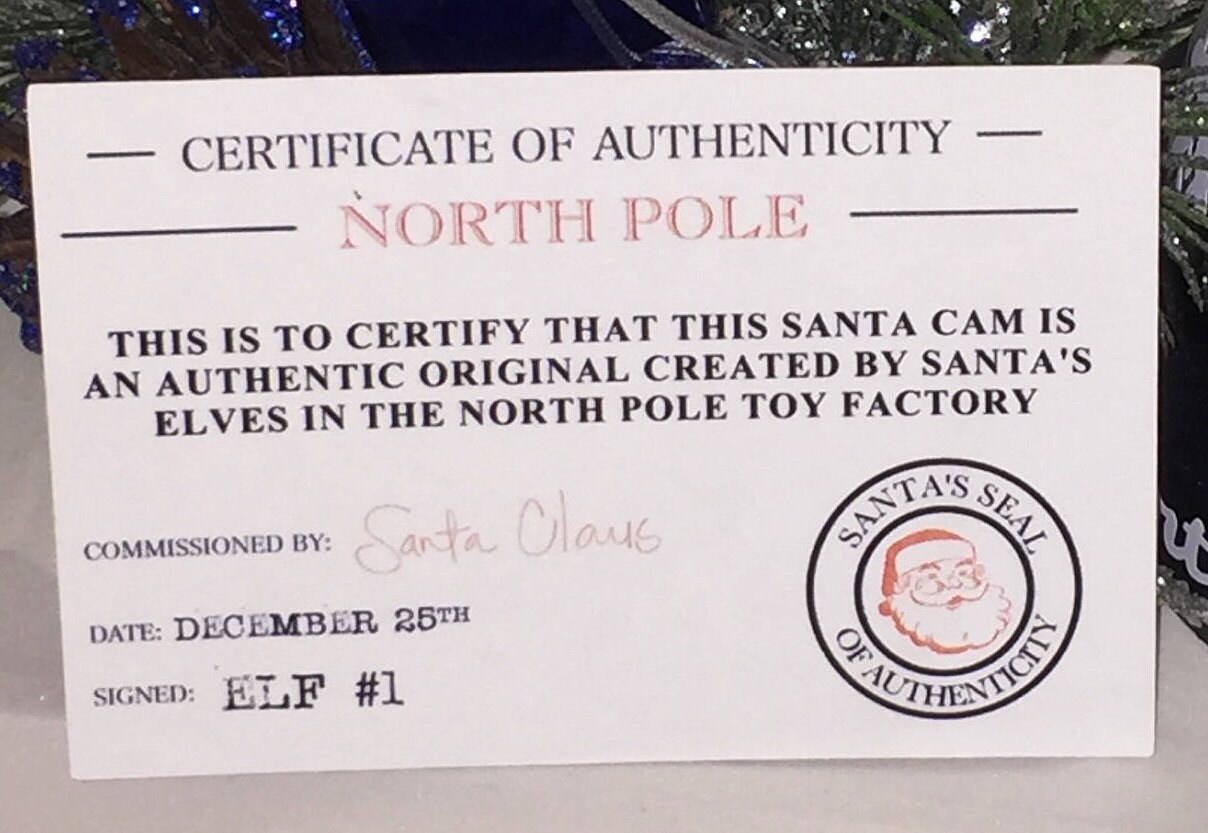 CERTIFICATE OF AUTHENTICITY
NORTH POLE
THIS IS TO CERTIFY THAT THIS SANTA CAM IS
AN AUTHENTIC ORIGINAL CREATED BY SANTA'S
ELVES IN THE NORTH POLE TOY FACTORY
COMMISSIONED BY: Santa Claus
DATE: DECEMBER 25TH
SIGNED: ELF #1
SANTA'S SEAL
OF AUTHENTICITY